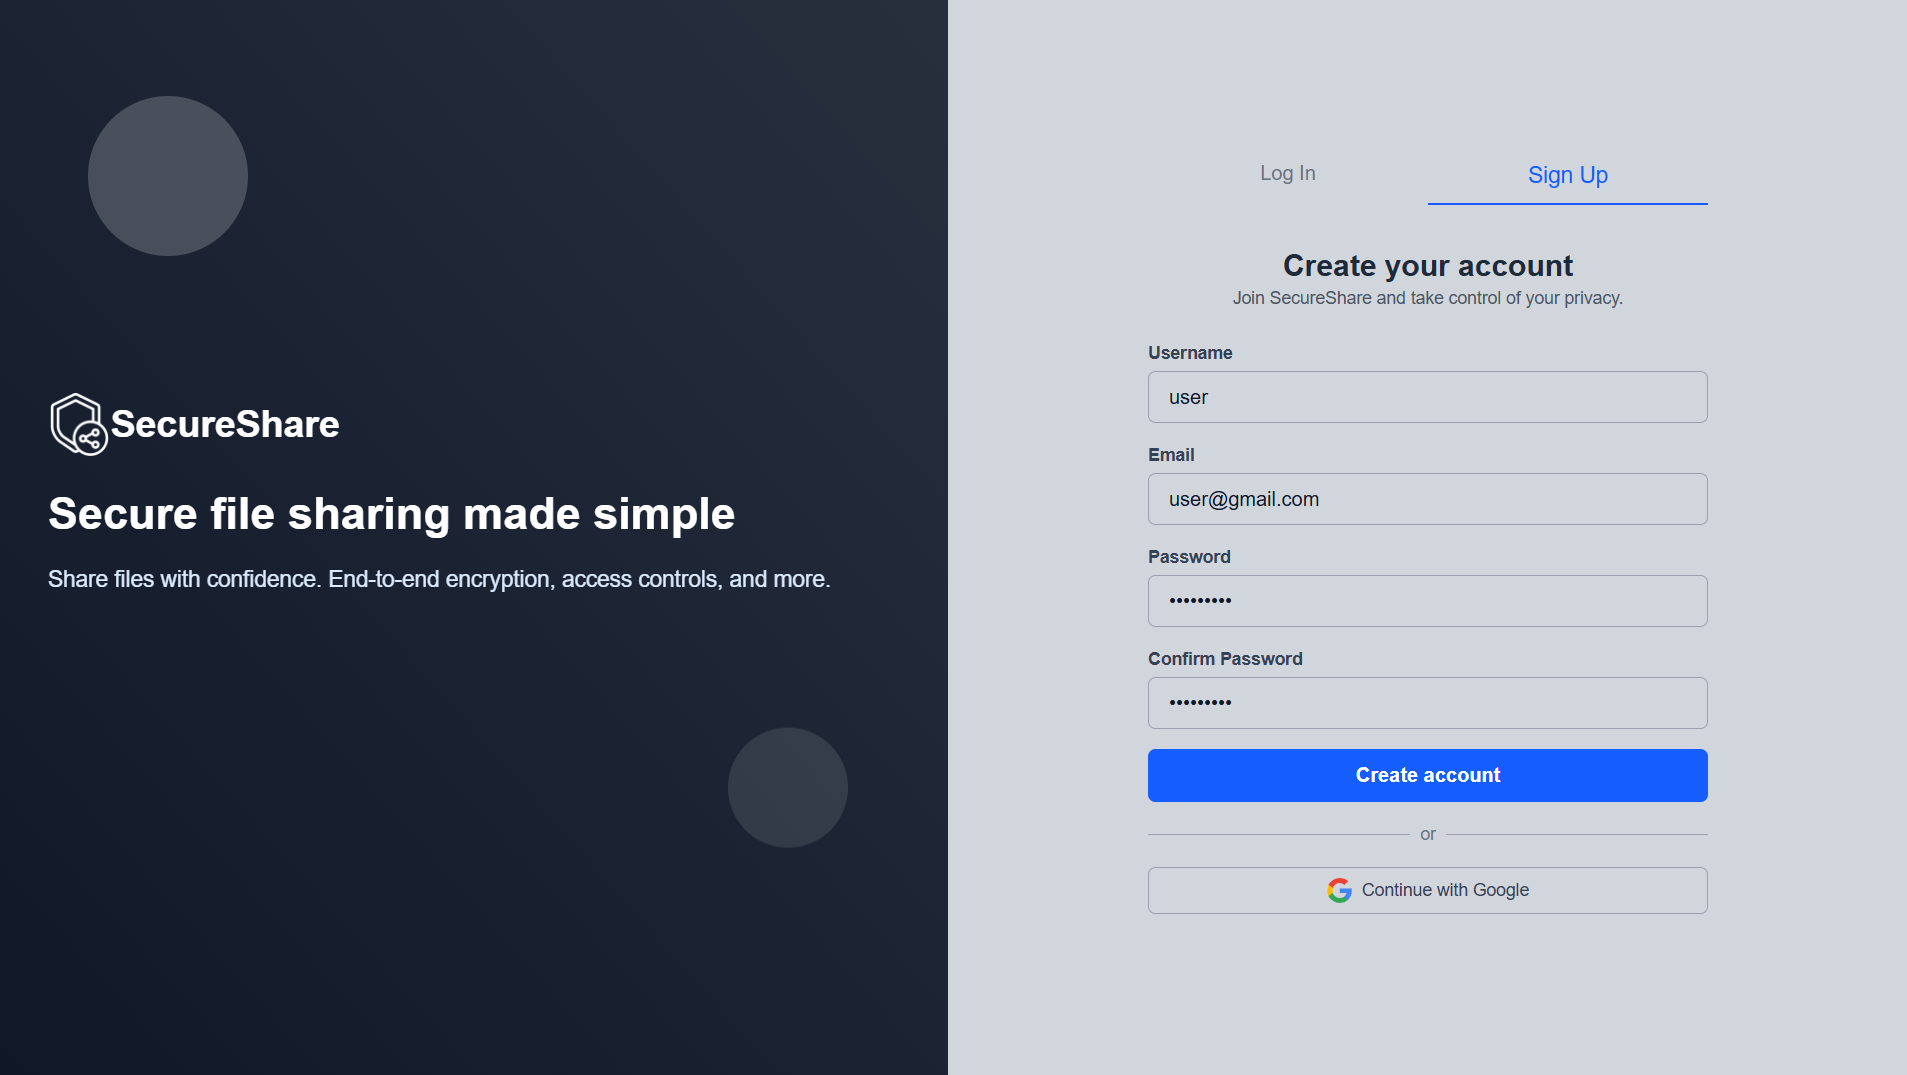 SecureShare
Secure file sharing made simple
Share files with confidence. End-to-end encryption, access controls, and more.
Log In
Sign Up
Create your account
Join SecureShare and take control of your privacy.
Username
user
Email
user@gmail.com
Password
•••••••••
Confirm Password
•••••••••
Create account
or
Continue with Google